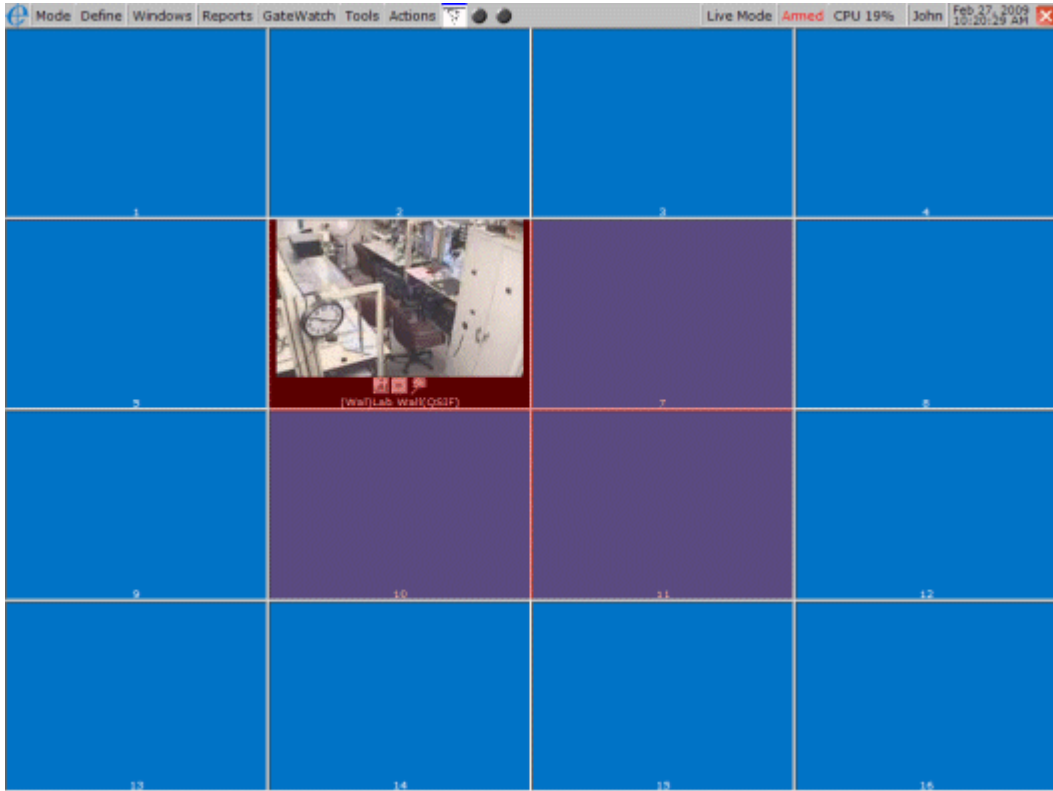 Mode Define Windows Reports GateWatch Tools Actions Live Mode Armed CPU 19% John Feb 27, 2009
10:20:29 AM
1 2 3 4
5 [Wal]Lab Wall(QSIF) 7 8
9 10 11 12
13 14 15 16